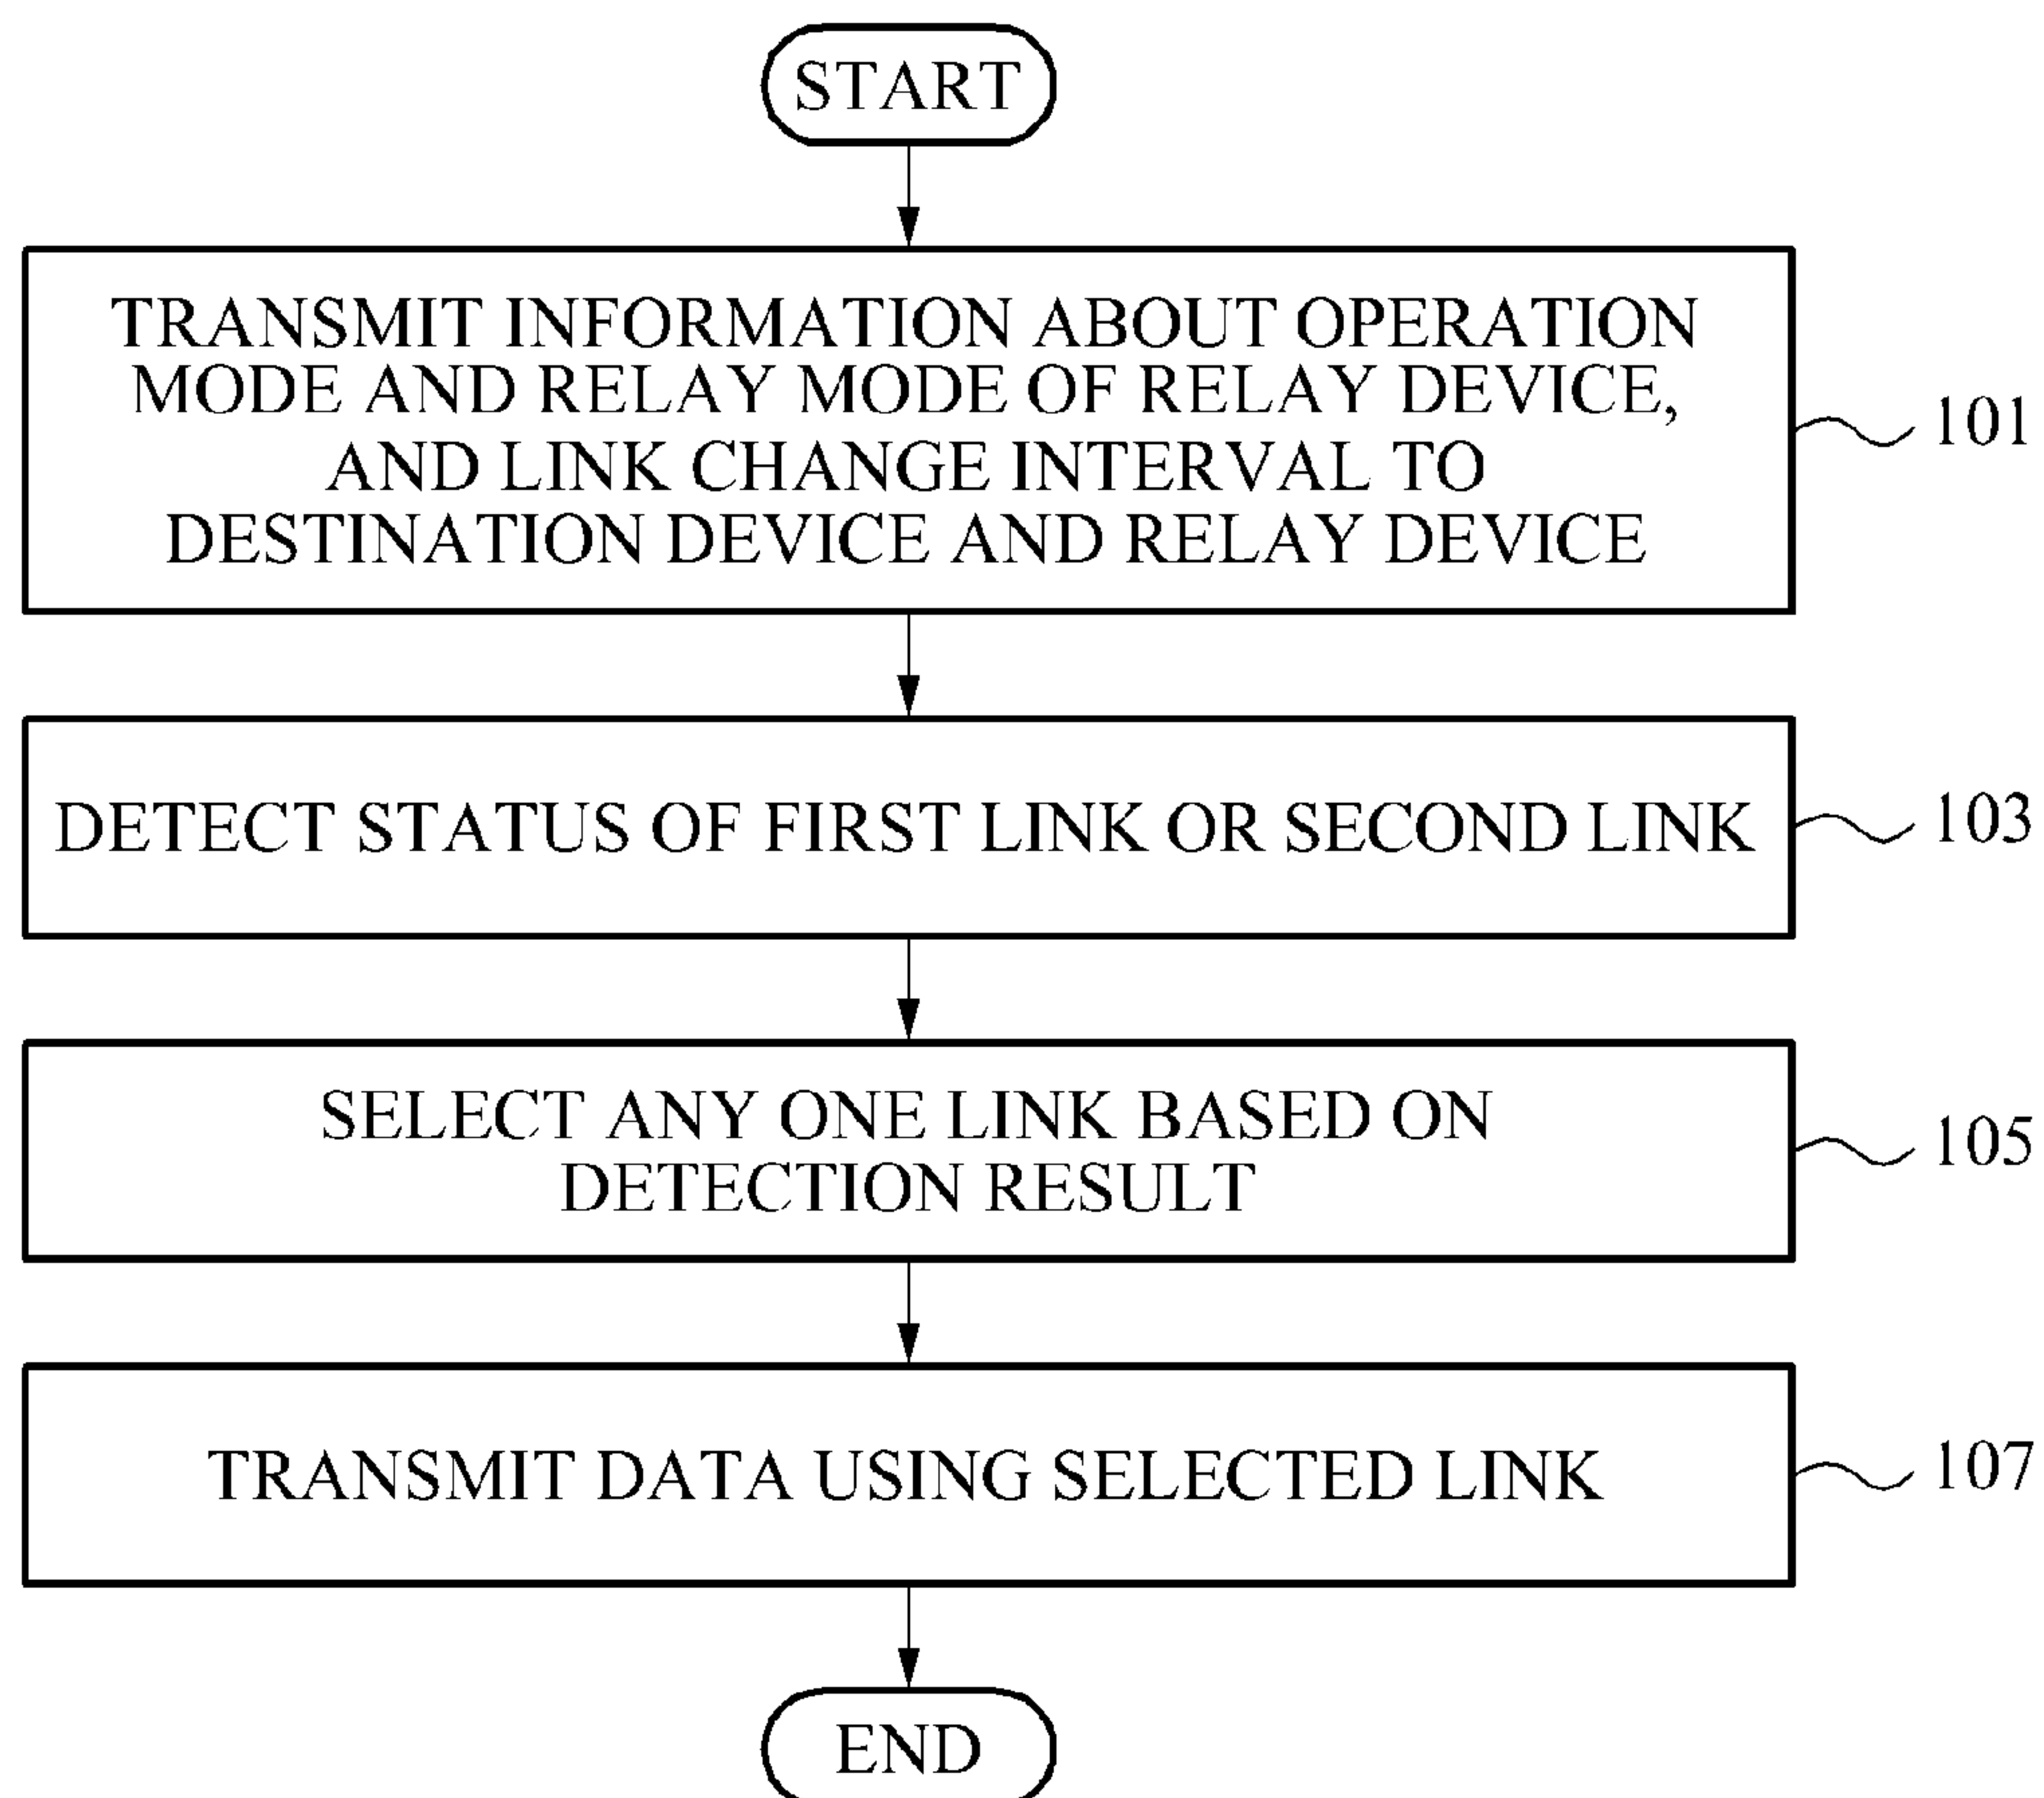 START
TRANSMIT INFORMATION ABOUT OPERATION
MODE AND RELAY MODE OF RELAY DEVICE,
AND LINK CHANGE INTERVAL TO
DESTINATION DEVICE AND RELAY DEVICE
101
DETECT STATUS OF FIRST LINK OR SECOND LINK
103
SELECT ANY ONE LINK BASED ON
DETECTION RESULT
105
TRANSMIT DATA USING SELECTED LINK
107
END